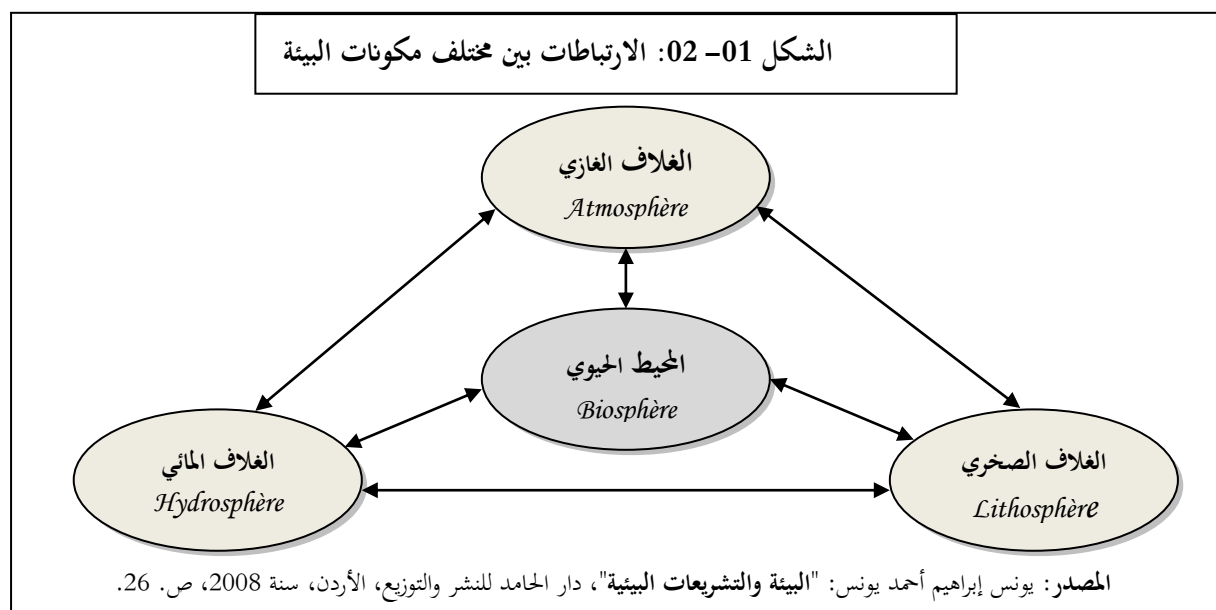 الشكل 01– 02: الارتباطات بين مختلف مكونات البيئة
الغلاف الغازي
Atmosphère
المحيط الحيوي
Biosphère
الغلاف المائي
Hydrosphère
الغلاف الصخري
Lithosphère
المصدر: يونس إبراهيم أحمد يونس: "البيئة والتشريعات البيئية"، دار الحامد للنشر والتوزيع، الأردن، سنة 2008، ص. 26.